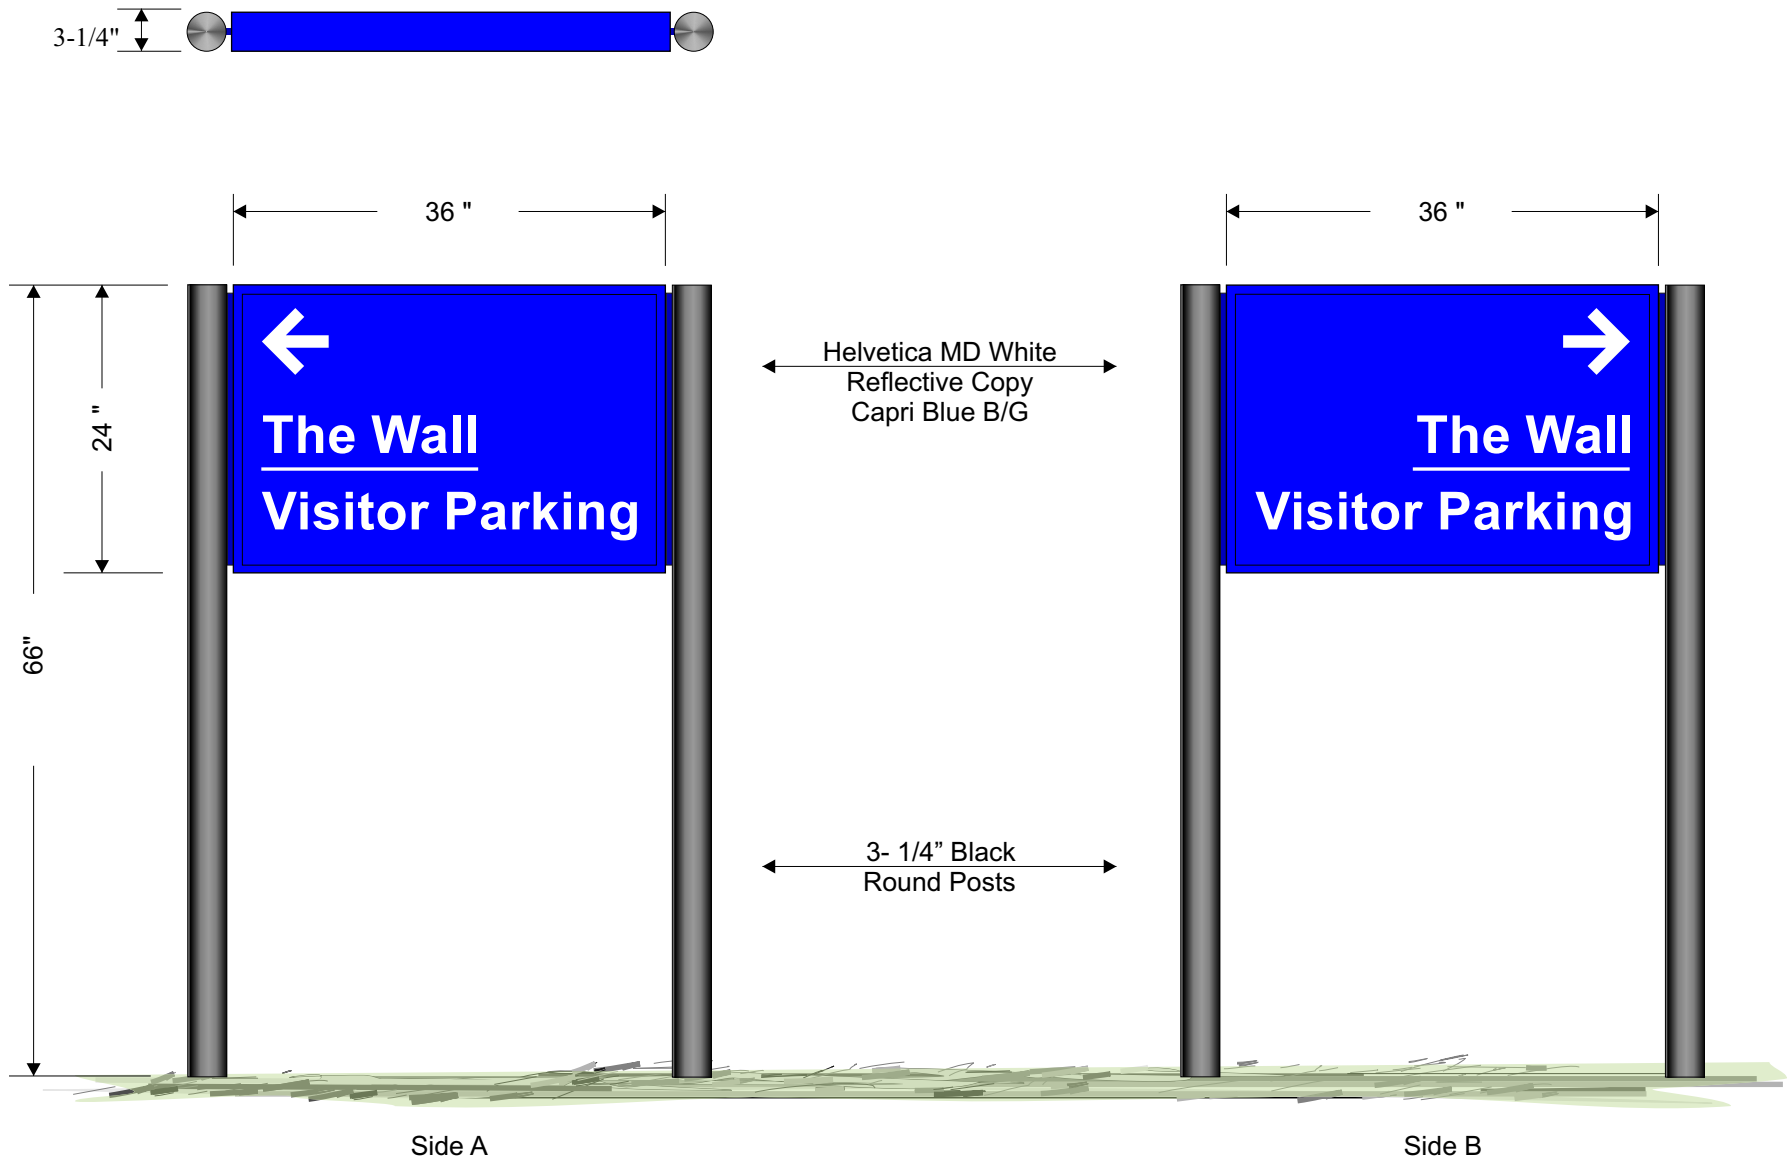 3-1/4"
36 "
36 "
24 "
66"
The Wall
Visitor Parking
Helvetica MD White
Reflective Copy
Capri Blue B/G
The Wall
Visitor Parking
3- 1/4” Black
Round Posts
Side A
Side B